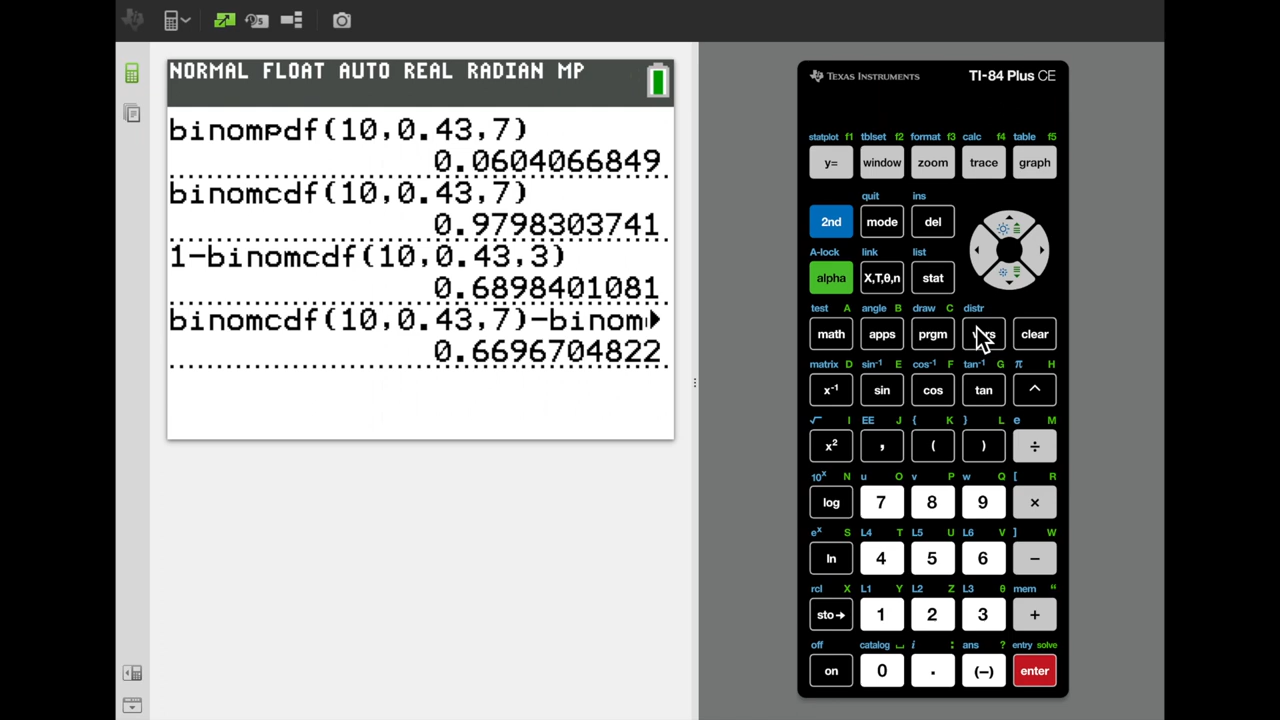 NORMAL FLOAT AUTO REAL RADIAN MP
binompdf(10,0.43,7)
0.0604066849
binomcdf(10,0.43,7)
0.9798303741
1-binomcdf(10,0.43,3)
0.6898401081
binomcdf(10,0.43,7)-binom
0.6696704822
TEXAS INSTRUMENTS TI-84 Plus CE
statplot f1 tblset f2 format f3 calc f4 table f5
y= window zoom trace graph
quit ins
2nd mode del
A-lock link list
alpha X,T,θ,n stat
test A angle B draw C distr
math apps prgm vars clear
matrix D sin⁻¹ E cos⁻¹ F tan⁻¹ G π H
x⁻¹ sin cos tan ^
√ I EE J { K } L e M
x² , ( ) ÷
10ˣ N u O v P w Q [ R
log 7 8 9 ×
eˣ S L4 T L5 U L6 V ] W
ln 4 5 6 −
rcl X L1 Y L2 Z L3 θ mem “
sto→ 1 2 3 +
off catalog ⎵ i : ans ? entry solve
on 0 . (–) enter